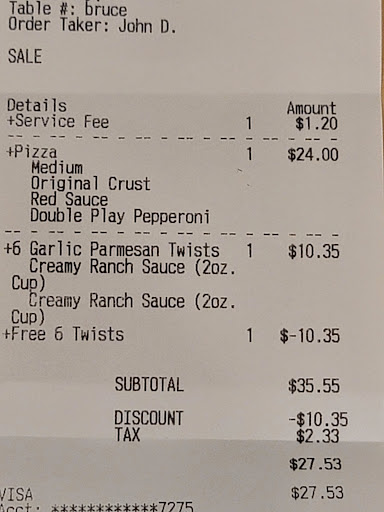 Table #: bruce
Order Taker: John D.
SALE
Details Amount
+Service Fee 1 $1.20
+Pizza 1 $24.00
Medium
Original Crust
Red Sauce
Double Play Pepperoni
+6 Garlic Parmesan Twists 1 $10.35
Creamy Ranch Sauce (2oz.
Cup)
Creamy Ranch Sauce (2oz.
Cup)
+Free 6 Twists 1 $-10.35
SUBTOTAL $35.55
DISCOUNT -$10.35
TAX $2.33
$27.53
VISA $27.53
Acct: ************7275